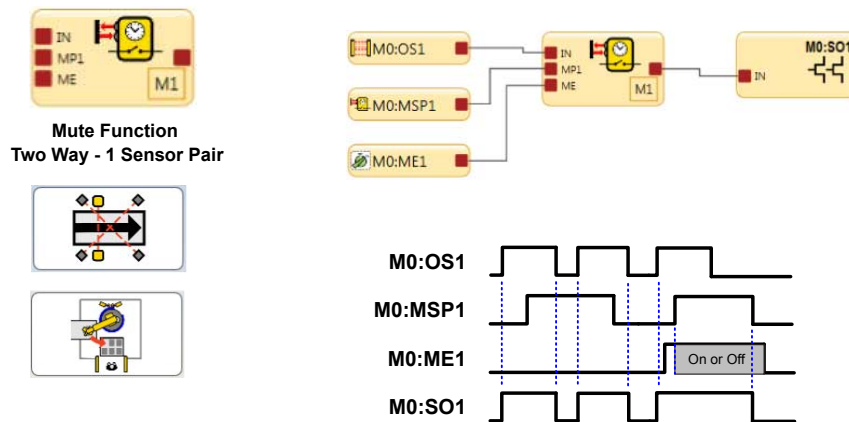 IN
MP1
ME
M1
Mute Function
Two Way - 1 Sensor Pair
M0:OS1
M0:MSP1
M0:ME1
IN
MP1
ME
M1
M0:SO1
IN
M0:OS1
M0:MSP1
M0:ME1
On or Off
M0:SO1